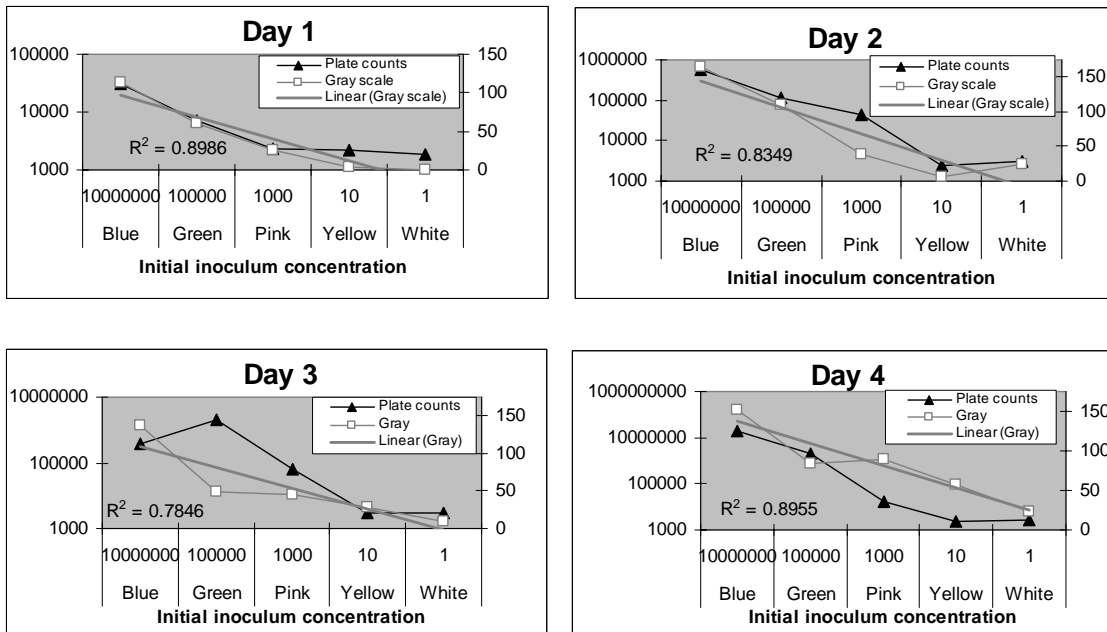 Day 1
100000
10000
1000
150
100
50
0
Plate counts
Gray scale
Linear (Gray scale)
R² = 0.8986
10000000 100000 1000 10 1
Blue Green Pink Yellow White
Initial inoculum concentration
Day 2
1000000
100000
10000
1000
150
100
50
0
Plate counts
Gray scale
Linear (Gray scale)
R² = 0.8349
10000000 100000 1000 10 1
Blue Green Pink Yellow White
Initial inoculum concentration
Day 3
10000000
100000
1000
150
100
50
0
Plate counts
Gray
Linear (Gray)
R² = 0.7846
10000000 100000 1000 10 1
Blue Green Pink Yellow White
Initial inoculum concentration
Day 4
1000000000
10000000
100000
1000
150
100
50
0
Plate counts
Gray
Linear (Gray)
R² = 0.8955
10000000 100000 1000 10 1
Blue Green Pink Yellow White
Initial inoculum concentration